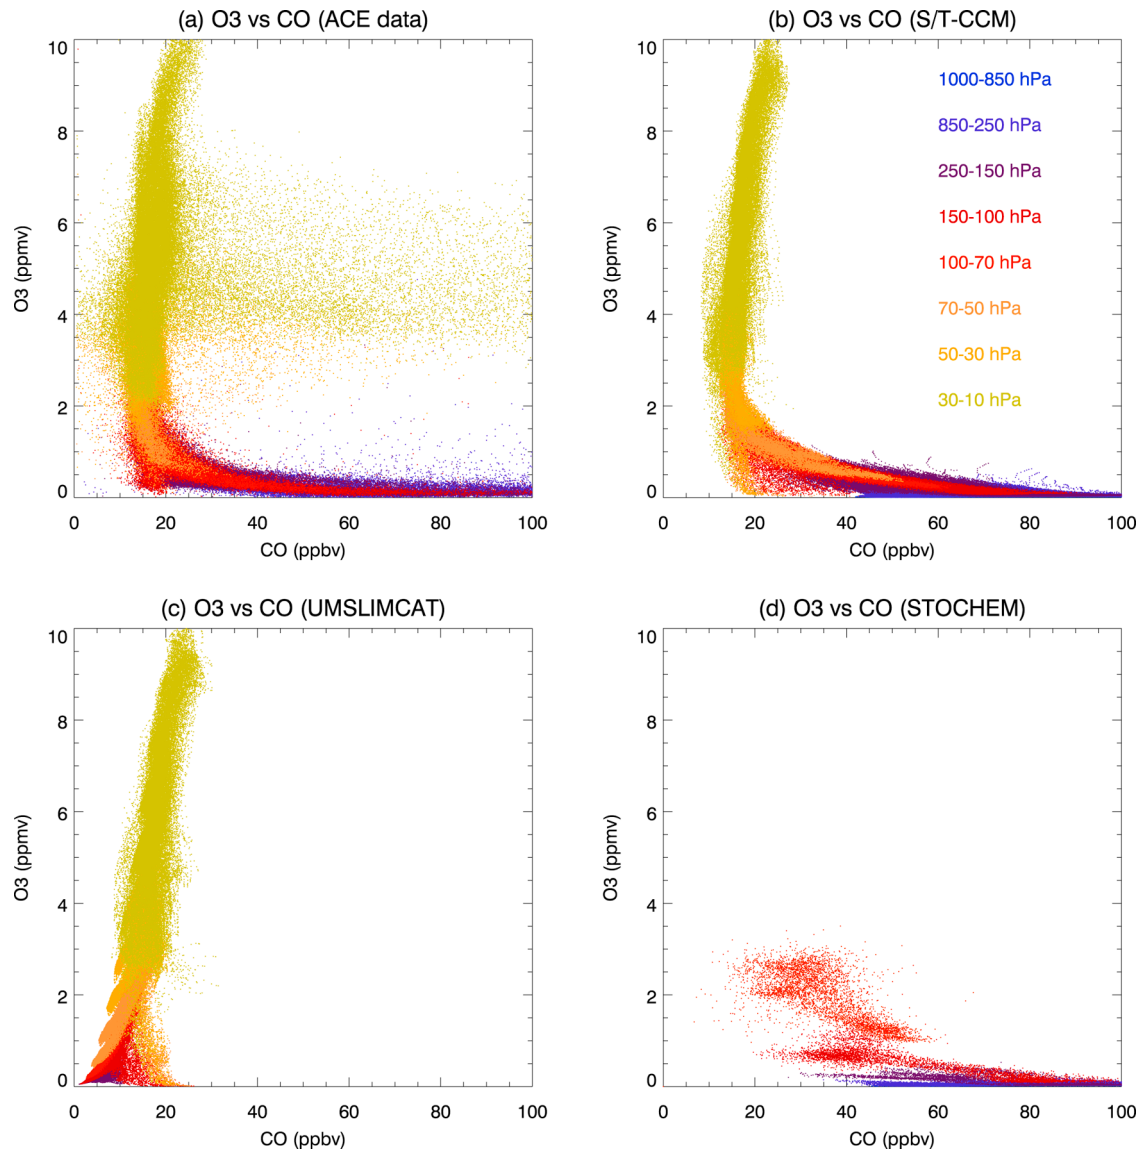 (a) O3 vs CO (ACE data)
10
8
6
4
2
0
O3 (ppmv)
0 20 40 60 80 100
CO (ppbv)
(b) O3 vs CO (S/T-CCM)
10
8
6
4
2
0
O3 (ppmv)
1000-850 hPa
850-250 hPa
250-150 hPa
150-100 hPa
100-70 hPa
70-50 hPa
50-30 hPa
30-10 hPa
0 20 40 60 80 100
CO (ppbv)
(c) O3 vs CO (UMSLIMCAT)
10
8
6
4
2
0
O3 (ppmv)
0 20 40 60 80 100
CO (ppbv)
(d) O3 vs CO (STOCHEM)
10
8
6
4
2
0
O3 (ppmv)
0 20 40 60 80 100
CO (ppbv)